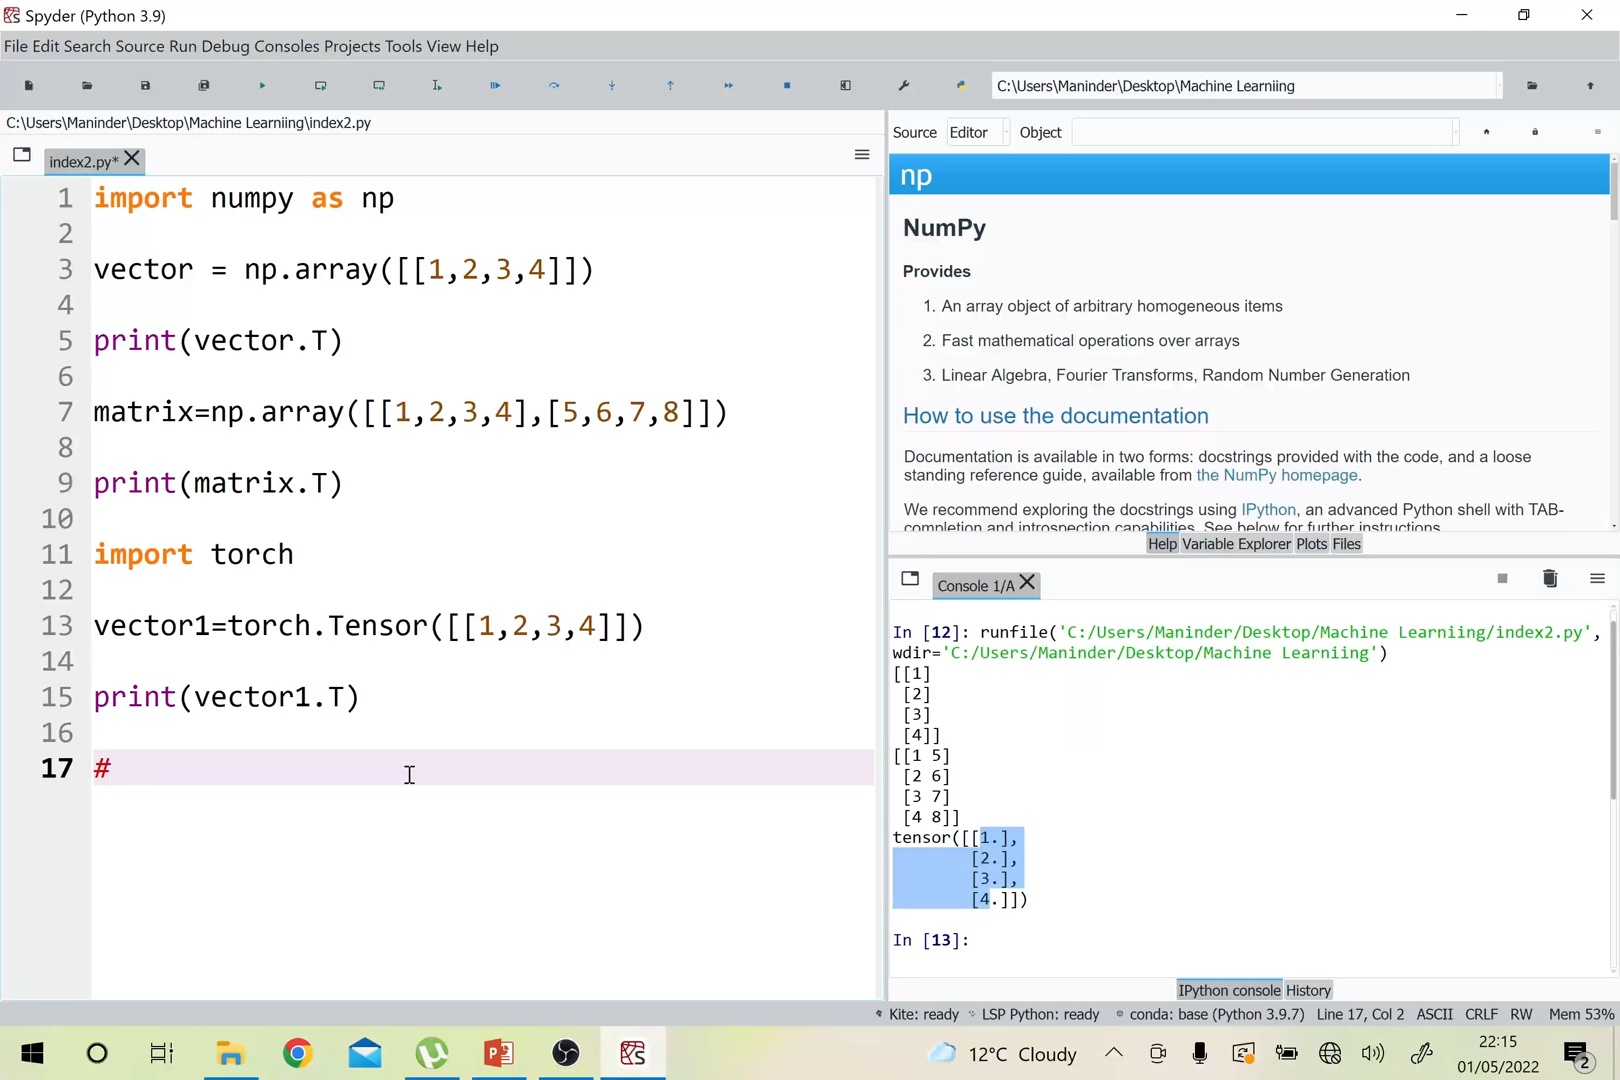 Spyder (Python 3.9)
File Edit Search Source Run Debug Consoles Projects Tools View Help
C:\Users\Maninder\Desktop\Machine Learniing
C:\Users\Maninder\Desktop\Machine Learniing\index2.py
index2.py*
1 import numpy as np
2
3 vector = np.array([[1,2,3,4]])
4
5 print(vector.T)
6
7 matrix=np.array([[1,2,3,4],[5,6,7,8]])
8
9 print(matrix.T)
10
11 import torch
12
13 vector1=torch.Tensor([[1,2,3,4]])
14
15 print(vector1.T)
16
17 #
Source Editor Object
np
NumPy
Provides
1. An array object of arbitrary homogeneous items
2. Fast mathematical operations over arrays
3. Linear Algebra, Fourier Transforms, Random Number Generation
How to use the documentation
Documentation is available in two forms: docstrings provided with the code, and a loose
standing reference guide, available from the NumPy homepage.
We recommend exploring the docstrings using IPython, an advanced Python shell with TAB-
completion and introspection capabilities. See below for further instructions.
Help Variable Explorer Plots Files
Console 1/A
In [12]: runfile('C:/Users/Maninder/Desktop/Machine Learniing/index2.py',
wdir='C:/Users/Maninder/Desktop/Machine Learniing')
[[1]
[2]
[3]
[4]]
[[1 5]
[2 6]
[3 7]
[4 8]]
tensor([[1.],
[2.],
[3.],
[4.]])
In [13]:
IPython console History
Kite: ready LSP Python: ready conda: base (Python 3.9.7) Line 17, Col 2 ASCII CRLF RW Mem 53%
12°C Cloudy
22:15
01/05/2022
2